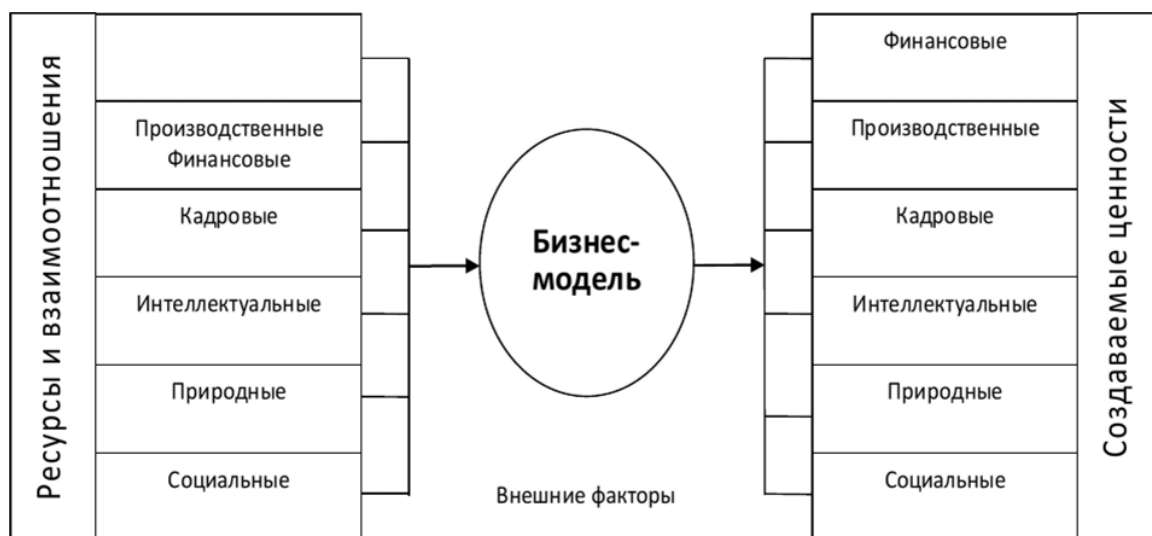 Ресурсы и взаимоотношения
Производственные
Финансовые
Кадровые
Интеллектуальные
Природные
Социальные
Бизнес-
модель
Внешние факторы
Финансовые
Производственные
Кадровые
Интеллектуальные
Природные
Социальные
Создаваемые ценности